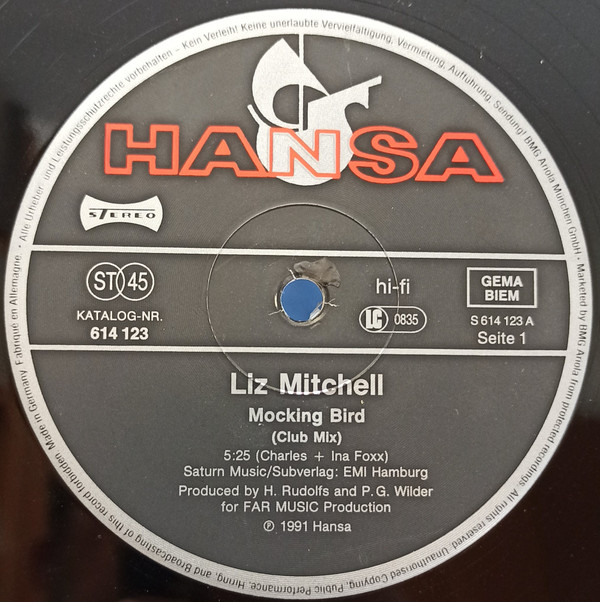 Alle Urheber- und Leistungsschutzrechte vorbehalten – Kein Verleih! Keine unerlaubte Vervielfältigung, Vermietung, Aufführung, Sendung! BMG Ariola München GmbH · Marketed by BMG Ariola from protected recordings. All rights reserved. Unauthorised Copying, Public Performance, Hiring, and Broadcasting of this record forbidden. Made in Germany. Fabriqué en Allemagne. ·
HANSA
STEREO
ST 45
KATALOG-NR.
614 123
hi-fi
LC 0835
GEMA
BIEM
S 614 123 A
Seite 1
Liz Mitchell
Mocking Bird
(Club Mix)
5:25 (Charles + Ina Foxx)
Saturn Music/Subverlag: EMI Hamburg
Produced by H. Rudolfs and P. G. Wilder
for FAR MUSIC Production
℗ 1991 Hansa